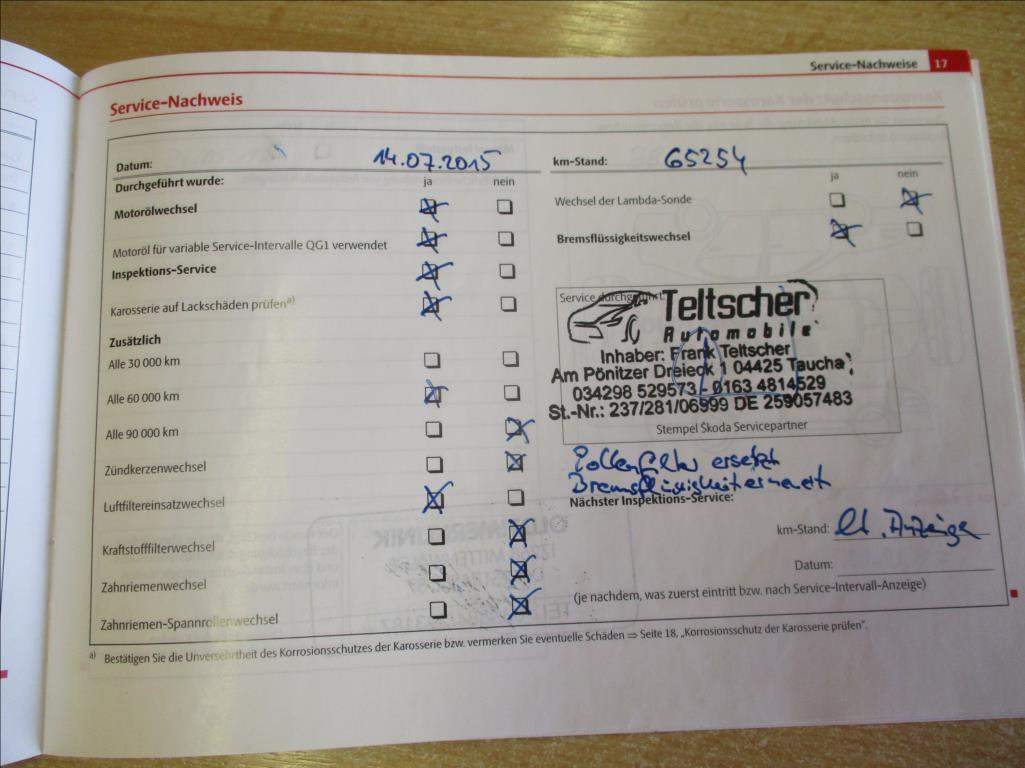 Service-Nachweise 17
Service-Nachweis
Datum: 14.07.2015
Durchgeführt wurde: ja nein
Motorölwechsel
Motoröl für variable Service-Intervalle QG1 verwendet
Inspektions-Service
Karosserie auf Lackschäden prüfen a)
Zusätzlich
Alle 30 000 km
Alle 60 000 km
Alle 90 000 km
Zündkerzenwechsel
Luftfiltereinsatzwechsel
Kraftstofffilterwechsel
Zahnriemenwechsel
Zahnriemen-Spannrollenwechsel
km-Stand: 65254
ja nein
Wechsel der Lambda-Sonde
Bremsflüssigkeitswechsel
Service durchgeführt:
Teltscher
Automobile
Inhaber: Frank Teltscher
Am Pönitzer Dreieck 1 04425 Taucha
034298 529573 - 0163 4814529
St.-Nr.: 237/281/06999 DE 259057483
Stempel Škoda Servicepartner
Pollenfilter ersetzt
Bremsflüssigkeit erneuert
Nächster Inspektions-Service:
km-Stand: lt. Anzeige
Datum:
(je nachdem, was zuerst eintritt bzw. nach Service-Intervall-Anzeige)
a) Bestätigen Sie die Unversehrtheit des Korrosionsschutzes der Karosserie bzw. vermerken Sie eventuelle Schäden ⇒ Seite 18, „Korrosionsschutz der Karosserie prüfen“.